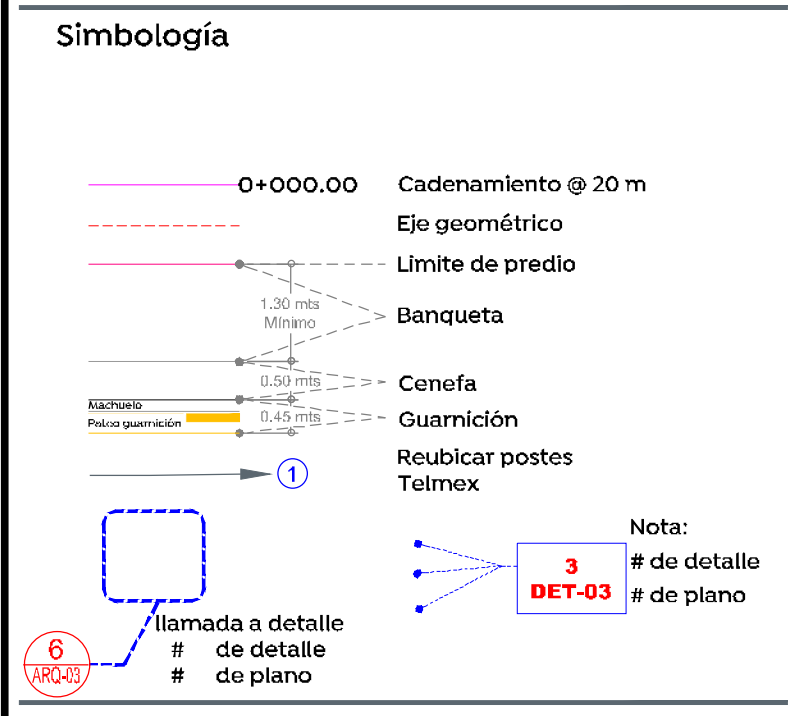 Simbología
0+000.00 Cadenamiento @ 20 m
Eje geométrico
Limite de predio
1.30 mts
Mínimo
Banqueta
0.50 mts Cenefa
Machuelo
Patea guarnición 0.45 mts Guarnición
1 Reubicar postes
Telmex
Nota:
3 # de detalle
DET-03 # de plano
llamada a detalle
6 # de detalle
ARQ-03 # de plano